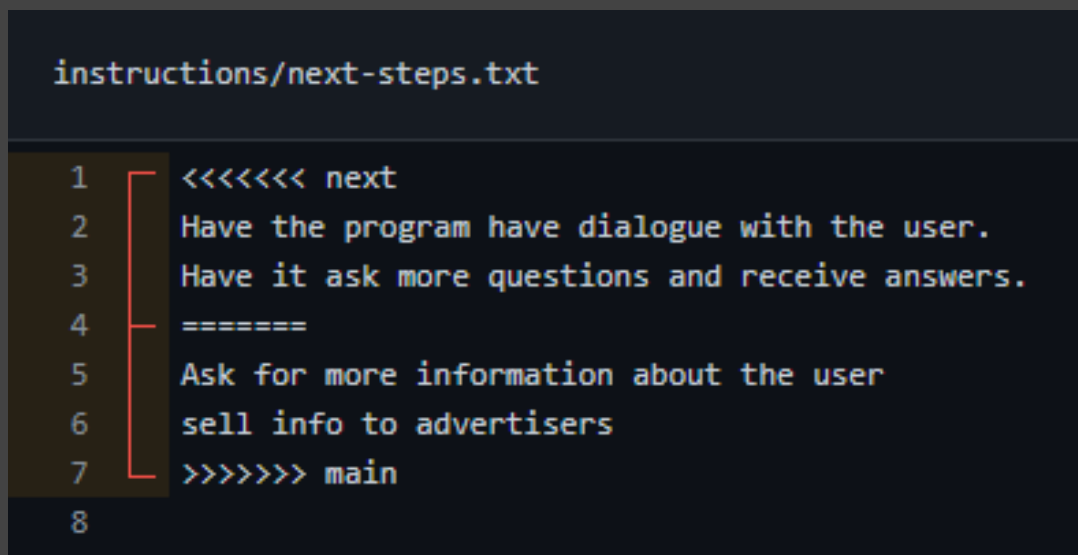 instructions/next-steps.txt
1 <<<<<<< next
2 Have the program have dialogue with the user.
3 Have it ask more questions and receive answers.
4 =======
5 Ask for more information about the user
6 sell info to advertisers
7 >>>>>>> main
8